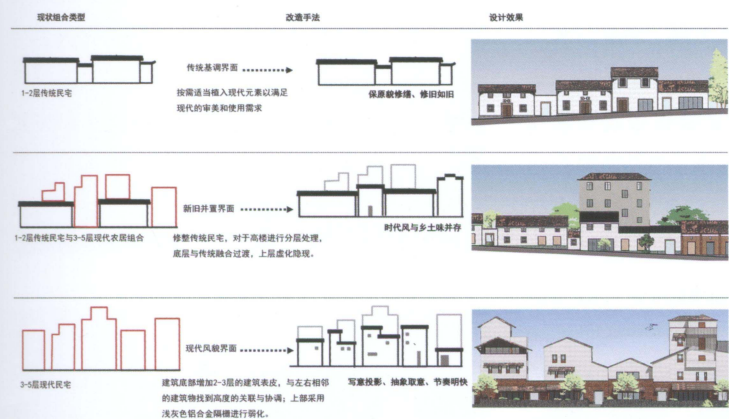 现状组合类型
改造手法
设计效果
传统基调界面
1-2层传统民宅
按需适当植入现代元素以满足
现代的审美和使用需求
保原貌修缮、修旧如旧
新旧并置界面
时代风与乡土味并存
1-2层传统民宅与3-5层现代农居组合
修整传统民宅，对于高楼进行分层处理，
底层与传统融合过渡，上层虚化隐现。
现代风貌界面
3-5层现代民宅
建筑底部增加2-3层的建筑表皮，与左右相邻
的建筑物找到高度的关联与协调；上部采用
浅灰色铝合金隔栅进行弱化。
写意投影、抽象取意、节奏明快